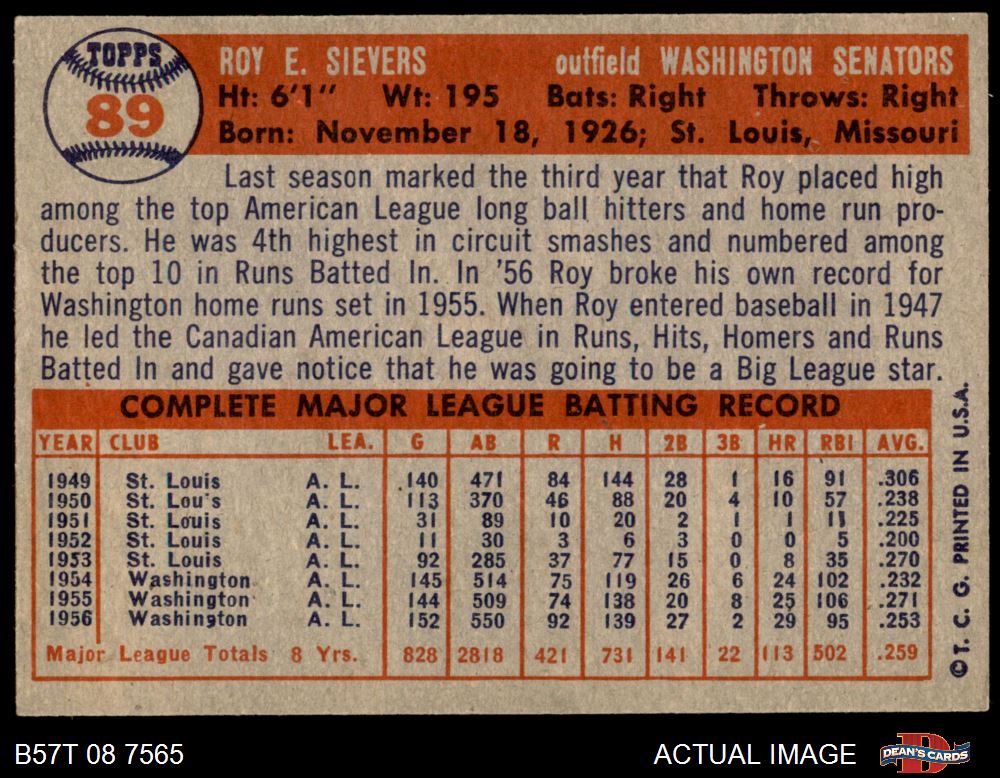 TOPPS
89
ROY E. SIEVERS outfield WASHINGTON SENATORS
Ht: 6'1" Wt: 195 Bats: Right Throws: Right
Born: November 18, 1926; St. Louis, Missouri
Last season marked the third year that Roy placed high
among the top American League long ball hitters and home run pro-
ducers. He was 4th highest in circuit smashes and numbered among
the top 10 in Runs Batted In. In '56 Roy broke his own record for
Washington home runs set in 1955. When Roy entered baseball in 1947
he led the Canadian American League in Runs, Hits, Homers and Runs
Batted In and gave notice that he was going to be a Big League star.
COMPLETE MAJOR LEAGUE BATTING RECORD
YEAR CLUB LEA. G AB R H 2B 3B HR RBI AVG.
1949 St. Louis A. L. 140 471 84 144 28 1 16 91 .306
1950 St. Lou's A. L. 113 370 46 88 20 4 10 57 .238
1951 St. Louis A. L. 31 89 10 20 2 1 1 11 .225
1952 St. Louis A. L. 11 30 3 6 3 0 0 5 .200
1953 St. Louis A. L. 92 285 37 77 15 0 8 35 .270
1954 Washington A. L. 145 514 75 119 26 6 24 102 .232
1955 Washington A. L. 144 509 74 138 20 8 25 106 .271
1956 Washington A. L. 152 550 92 139 27 2 29 95 .253
Major League Totals 8 Yrs. 828 2818 421 731 141 22 113 502 .259
©T. C. G. PRINTED IN U.S.A.
B57T 08 7565 ACTUAL IMAGE DEAN'S CARDS